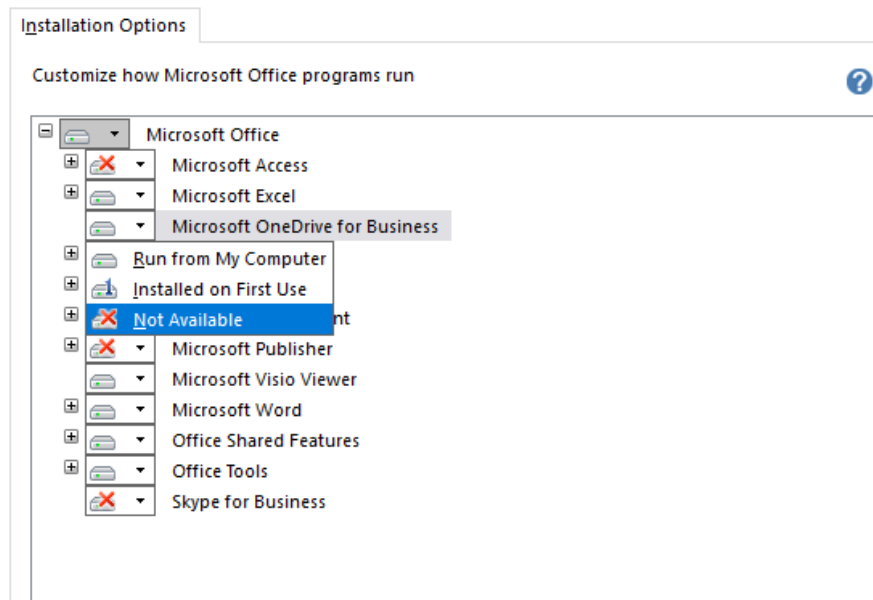 Installation Options
Customize how Microsoft Office programs run
?
Microsoft Office
Microsoft Access
Microsoft Excel
Microsoft OneDrive for Business
Run from My Computer
Installed on First Use
Not Available nt
Microsoft Publisher
Microsoft Visio Viewer
Microsoft Word
Office Shared Features
Office Tools
Skype for Business